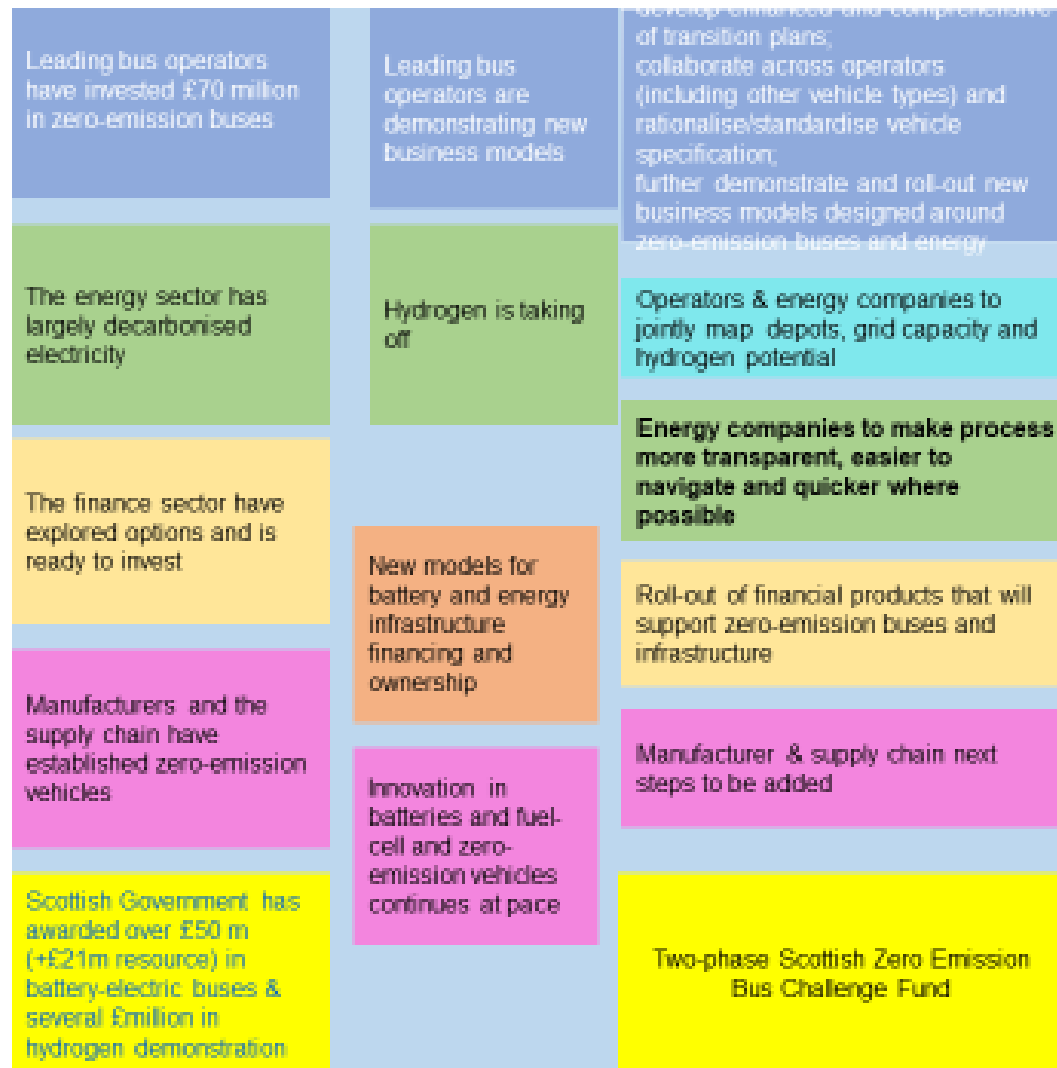 Leading bus operators
have invested £70 million
in zero-emission buses
Leading bus
operators are
demonstrating new
business models
develop enhanced and comprehensive
of transition plans;
collaborate across operators
(including other vehicle types) and
rationalise/standardise vehicle
specification;
further demonstrate and roll-out new
business models designed around
zero-emission buses and energy
The energy sector has
largely decarbonised
electricity
Hydrogen is taking
off
Operators & energy companies to
jointly map depots, grid capacity and
hydrogen potential
Energy companies to make process
more transparent, easier to
navigate and quicker where
possible
The finance sector have
explored options and is
ready to invest
New models for
battery and energy
infrastructure
financing and
ownership
Roll-out of financial products that will
support zero-emission buses and
infrastructure
Manufacturers and the
supply chain have
established zero-emission
vehicles
Innovation in
batteries and fuel-
cell and zero-
emission vehicles
continues at pace
Manufacturer & supply chain next
steps to be added
Scottish Government has
awarded over £50 m
(+£21m resource) in
battery-electric buses &
several £million in
hydrogen demonstration
Two-phase Scottish Zero Emission
Bus Challenge Fund